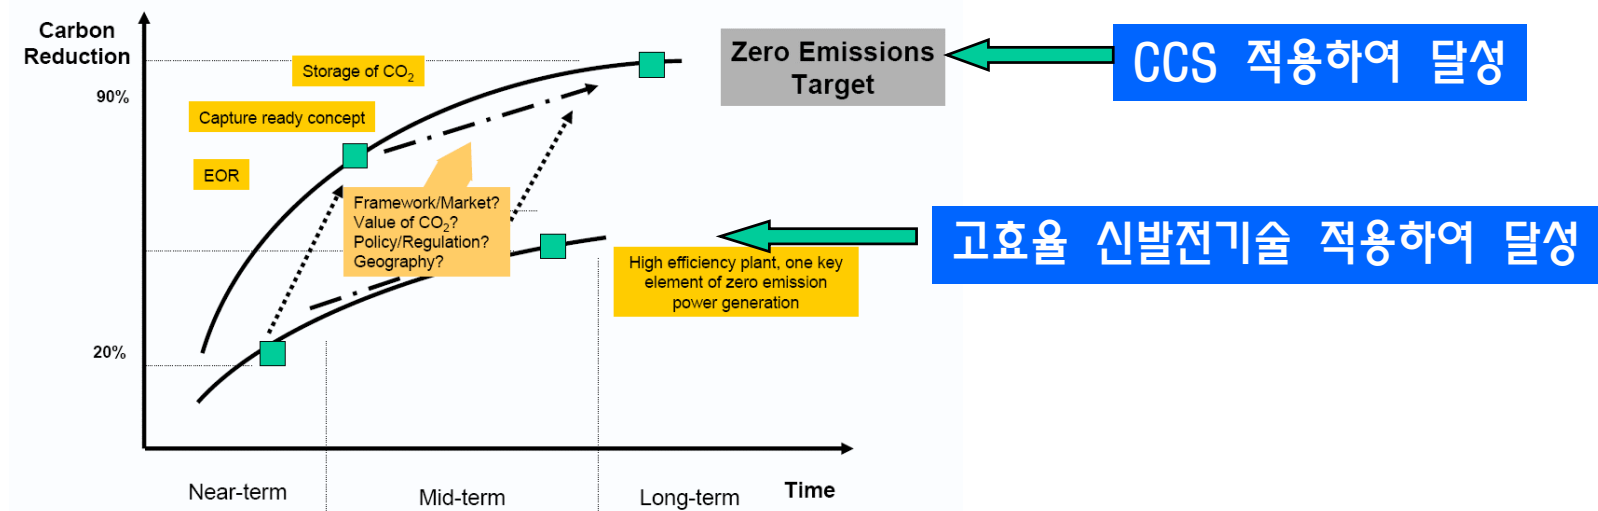 Carbon
Reduction
90%
20%
Storage of CO₂
Capture ready concept
EOR
Framework/Market?
Value of CO₂?
Policy/Regulation?
Geography?
Zero Emissions
Target
CCS 적용하여 달성
고효율 신발전기술 적용하여 달성
High efficiency plant, one key
element of zero emission
power generation
Near-term
Mid-term
Long-term
Time